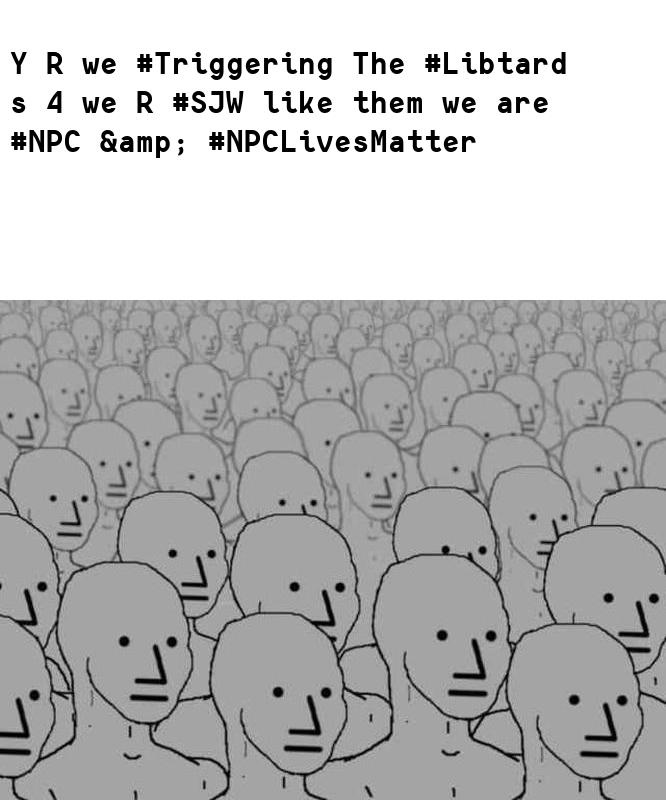 Y R we #Triggering The #Libtard
s 4 we R #SJW like them we are
#NPC &amp; #NPCLivesMatter